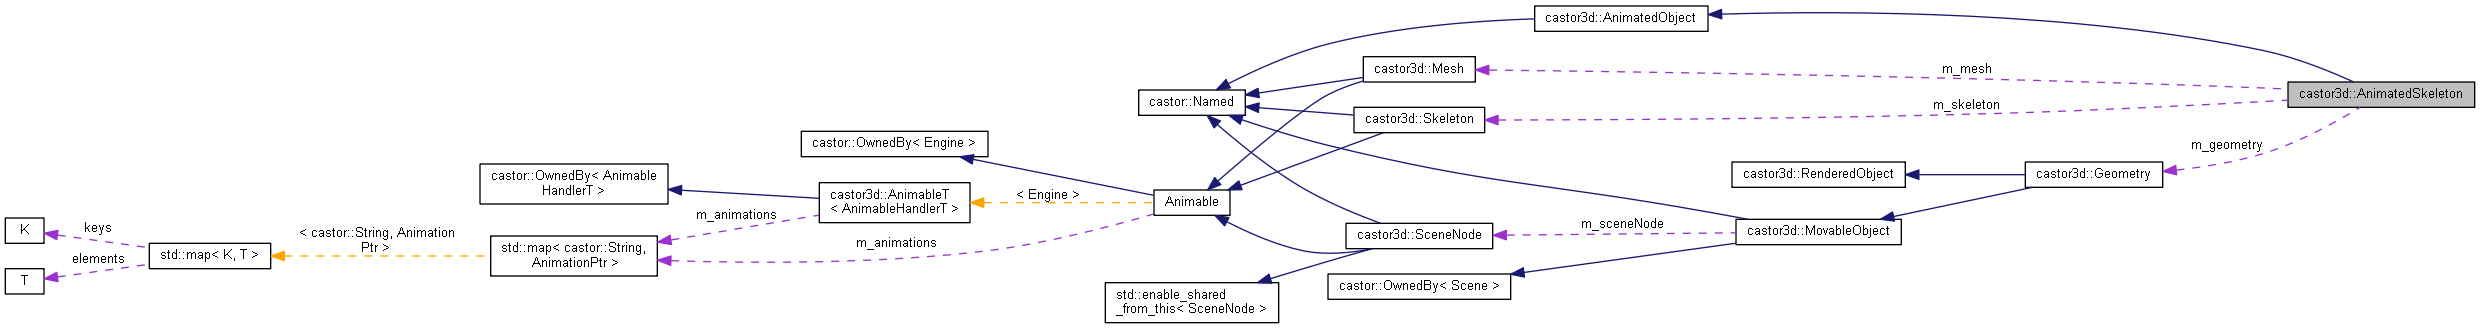 castor3d::AnimatedObject
castor3d::Mesh
m_mesh
castor3d::AnimatedSkeleton
castor::Named
m_skeleton
castor3d::Skeleton
castor::OwnedBy< Engine >
m_geometry
castor::OwnedBy< Animable
HandlerT >
castor3d::RenderedObject
castor3d::Geometry
castor3d::AnimableT
< AnimableHandlerT >
< Engine >
Animable
m_animations
K
keys
< castor::String, Animation
Ptr >
m_sceneNode
castor3d::MovableObject
castor3d::SceneNode
m_animations
std::map< K, T >
std::map< castor::String,
AnimationPtr >
elements
T
castor::OwnedBy< Scene >
std::enable_shared
_from_this< SceneNode >